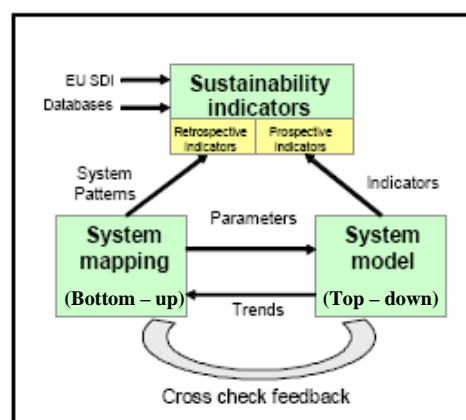 EU SDI
Databases
Sustainability
indicators
Retrospective
Indicators
Prospective
Indicators
System
Patterns
Indicators
Parameters
System
mapping
(Bottom – up)
System
model
(Top – down)
Trends
Cross check feedback